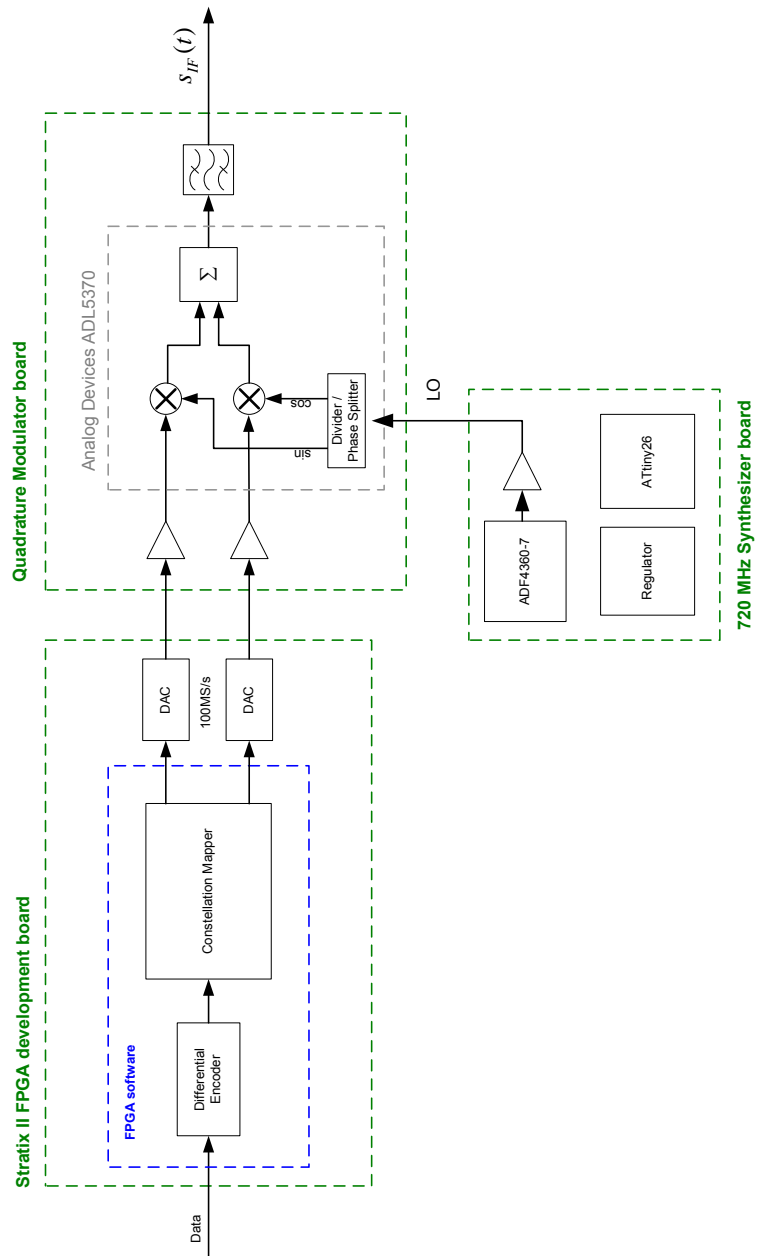 Stratix II FPGA development board
FPGA software
Data
Differential
Encoder
Constellation Mapper
DAC
100MS/s
DAC
Quadrature Modulator board
Analog Devices ADL5370
Σ
sin
cos
Divider /
Phase Splitter
s_IF(t)
LO
ADF4360-7
Regulator
ATtiny26
720 MHz Synthesizer board